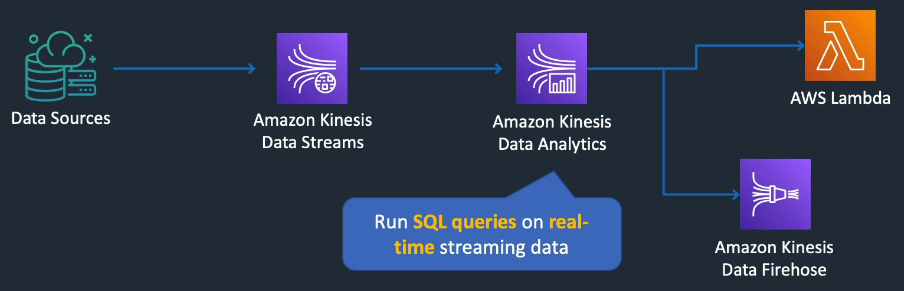 Data Sources
Amazon Kinesis
Data Streams
Amazon Kinesis
Data Analytics
AWS Lambda
Run SQL queries on real-
time streaming data
Amazon Kinesis
Data Firehose